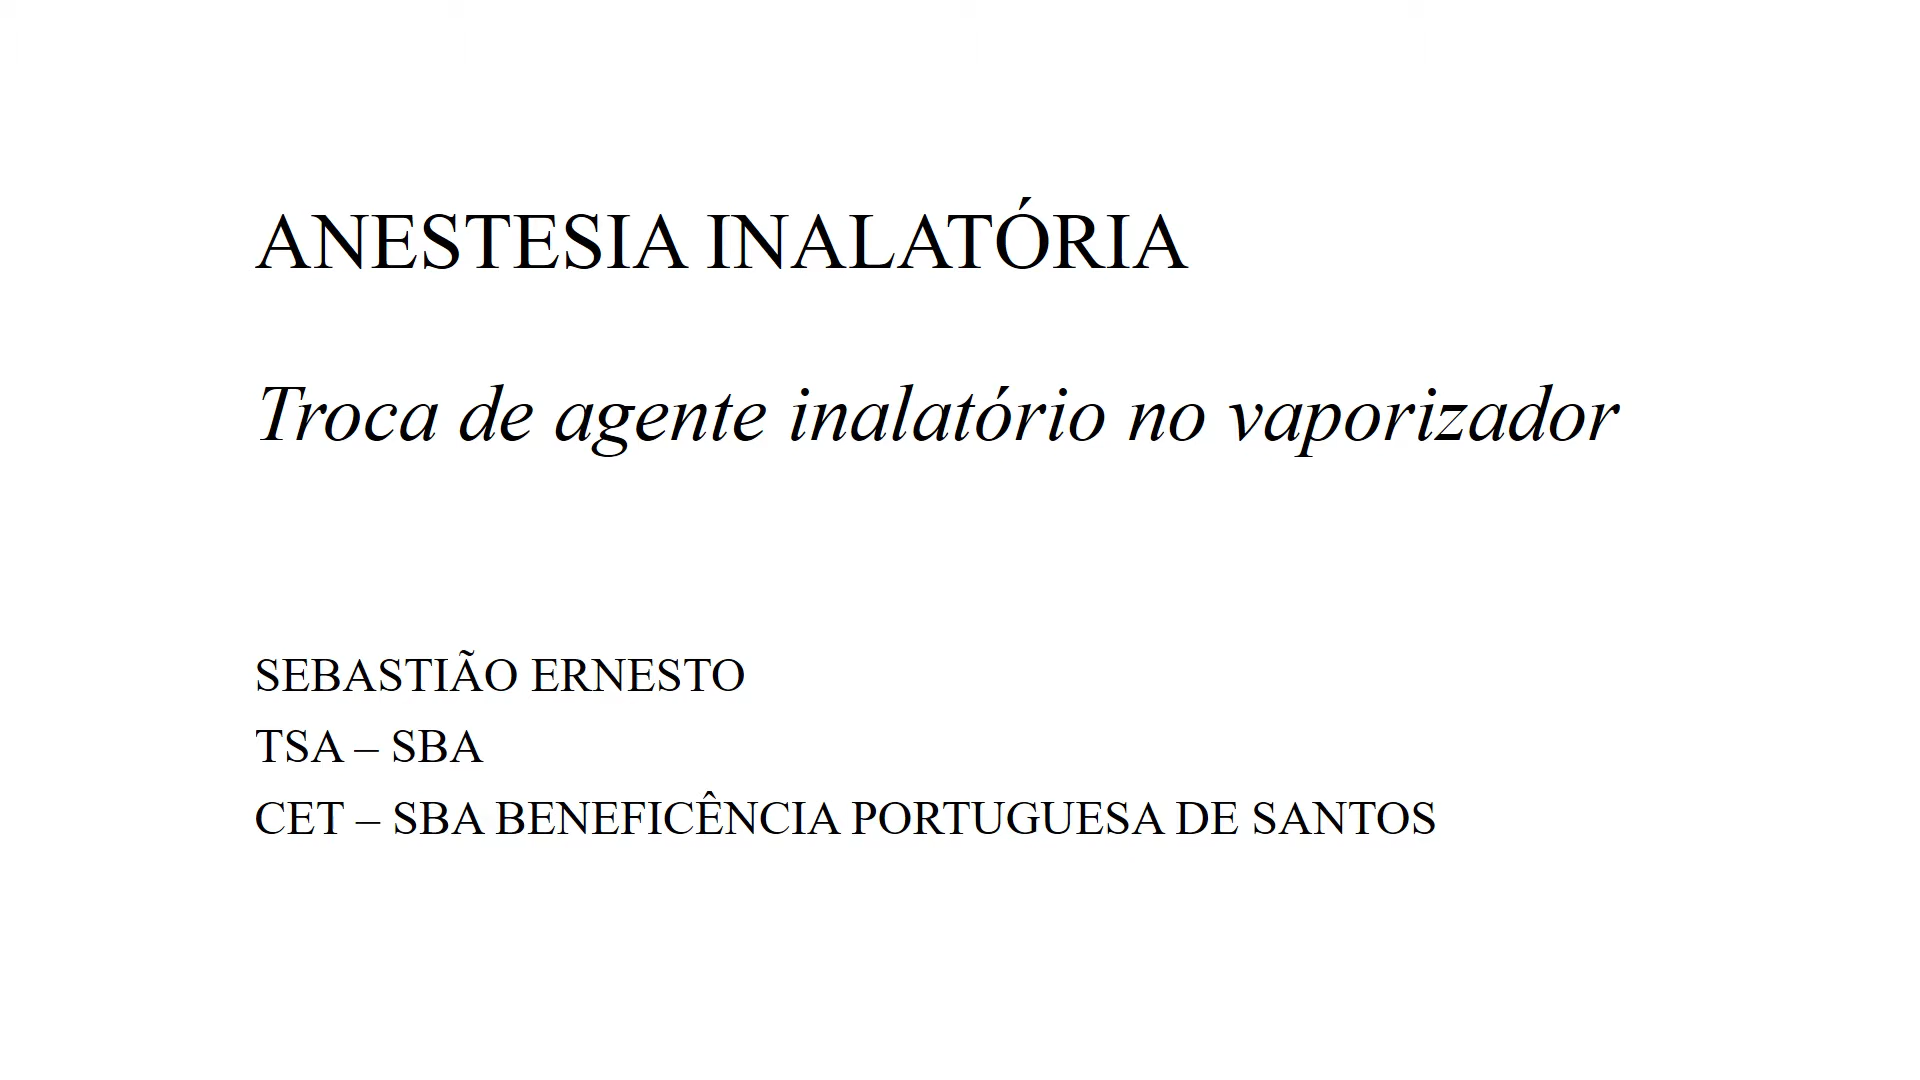 ANESTESIA INALATÓRIA
Troca de agente inalatório no vaporizador
SEBASTIÃO ERNESTO
TSA – SBA
CET – SBA BENEFICÊNCIA PORTUGUESA DE SANTOS